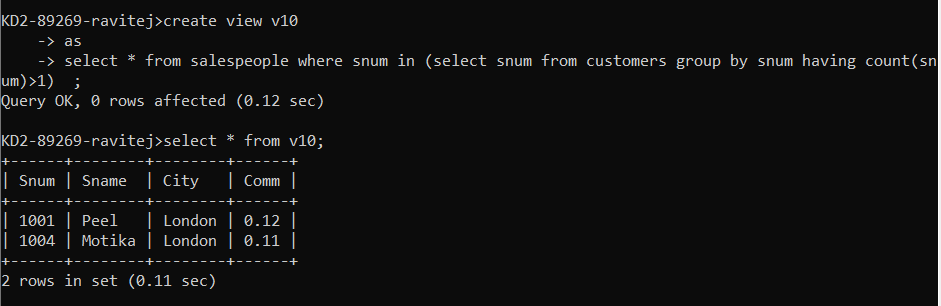 KD2-89269-ravitej>create view v10
    -> as
    -> select * from salespeople where snum in (select snum from customers group by snum having count(sn
um)>1)  ;
Query OK, 0 rows affected (0.12 sec)

KD2-89269-ravitej>select * from v10;
+------+--------+--------+------+
| Snum | Sname  | City   | Comm |
+------+--------+--------+------+
| 1001 | Peel   | London | 0.12 |
| 1004 | Motika | London | 0.11 |
+------+--------+--------+------+
2 rows in set (0.11 sec)